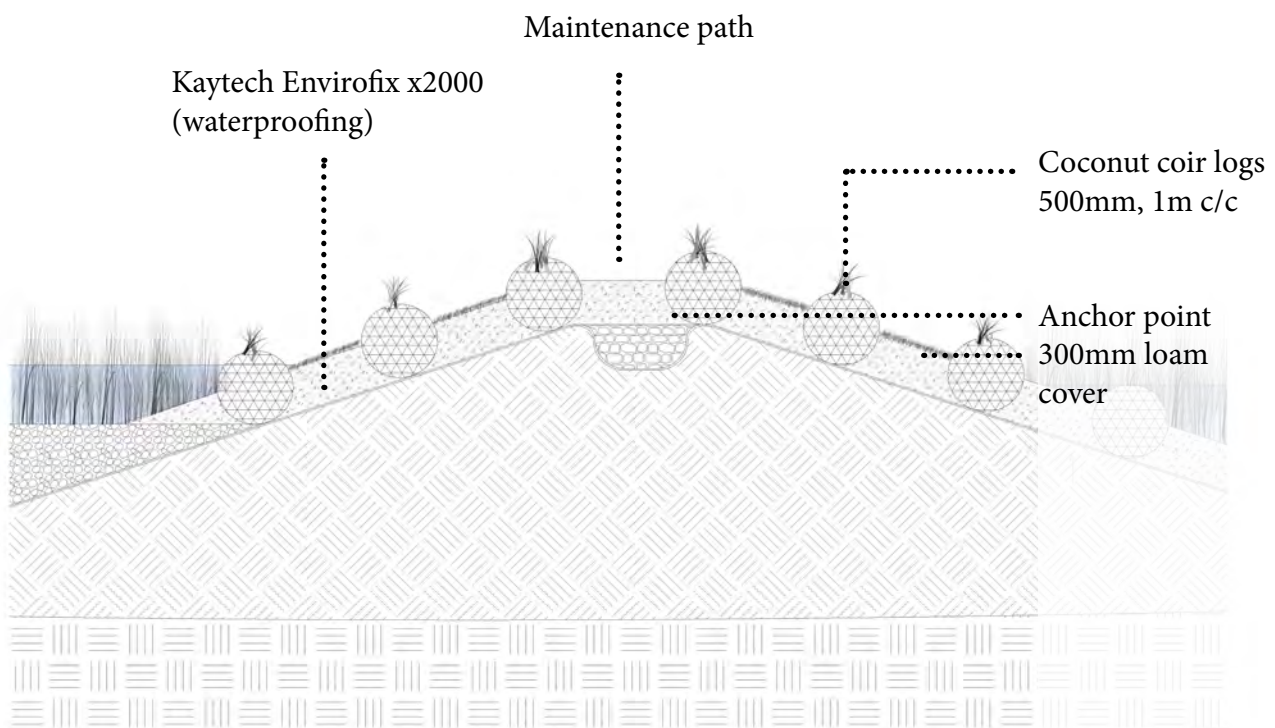 Maintenance path
Kaytech Envirofix x2000
(waterproofing)
Coconut coir logs
500mm, 1m c/c
Anchor point
300mm loam
cover